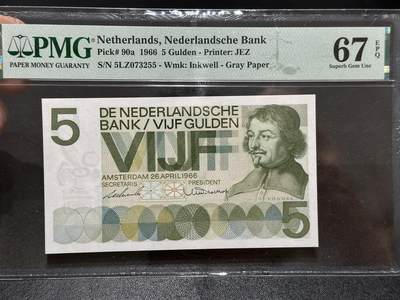 PMG
PAPER MONEY GUARANTY
Netherlands, Nederlandsche Bank
Pick# 90a 1966 5 Gulden - Printer: JEZ
S/N 5LZ073255 - Wmk: Inkwell - Gray Paper
67 EPQ
Superb Gem Unc
5
DE NEDERLANDSCHE
BANK / VIJF GULDEN
VIJF
AMSTERDAM 26 APRIL 1966
SECRETARIS PRESIDENT
5